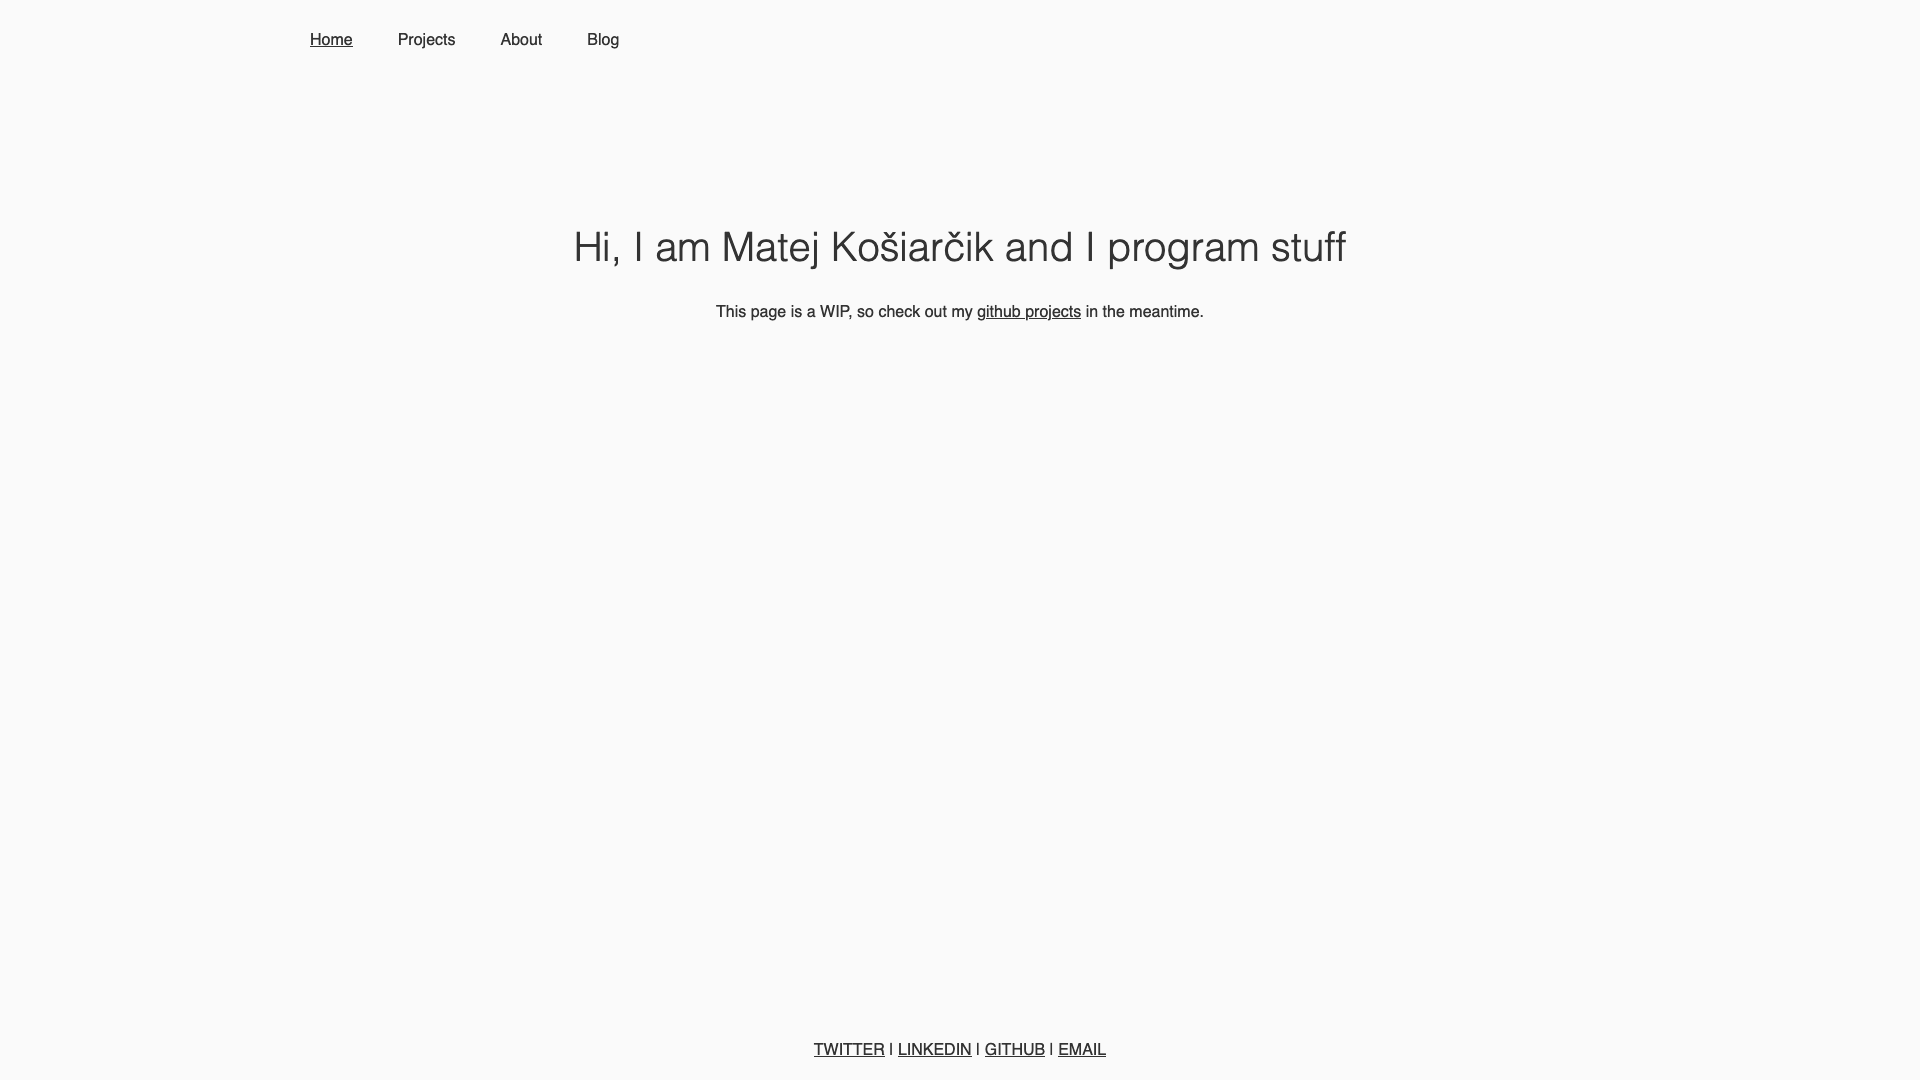 Home Projects About Blog
Hi, I am Matej Košiarčik and I program stuff
This page is a WIP, so check out my github projects in the meantime.
TWITTER | LINKEDIN | GITHUB | EMAIL